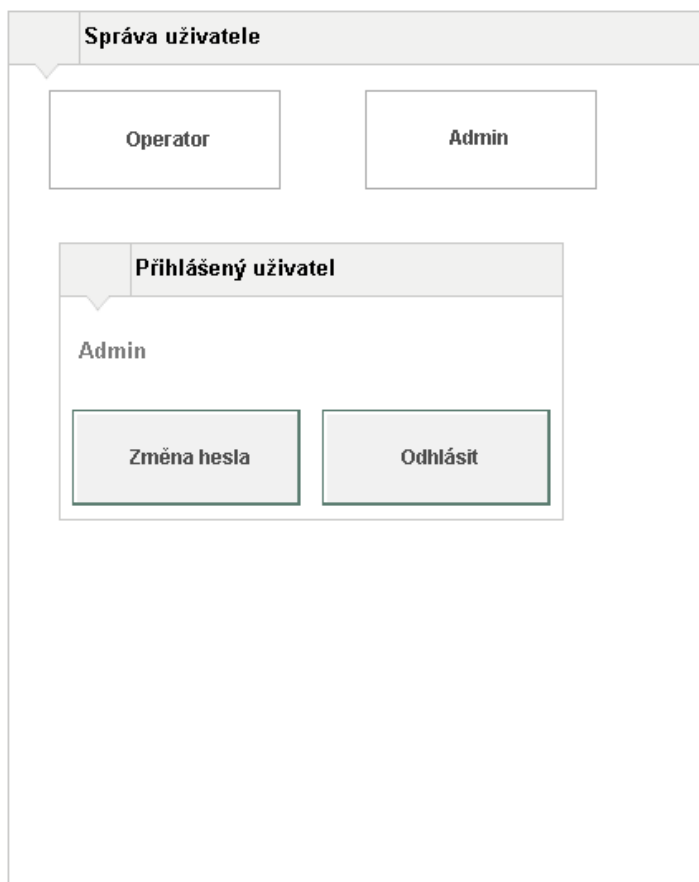 Správa uživatele
Operator
Admin
Přihlášený uživatel
Admin
Změna hesla
Odhlásit